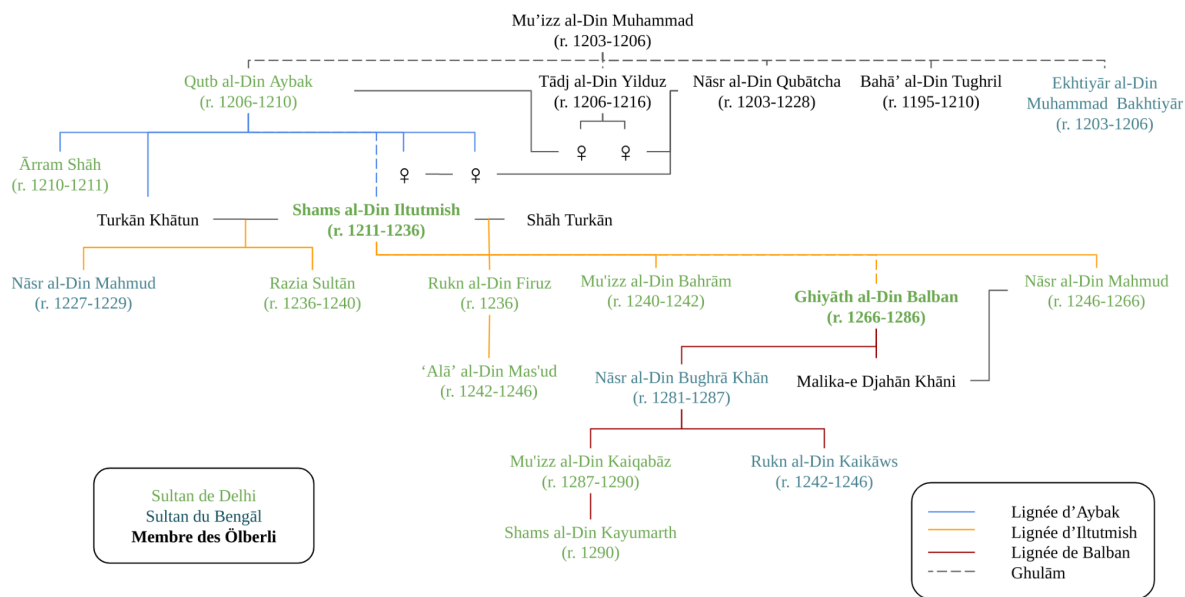 Mu'izz al-Din Muhammad
(r. 1203-1206)
Qutb al-Din Aybak
(r. 1206-1210)
Tādj al-Din Yilduz
(r. 1206-1216)
Nāsr al-Din Qubātcha
(r. 1203-1228)
Bahā' al-Din Tughril
(r. 1195-1210)
Ekhtiyār al-Din
Muhammad Bakhtiyār
(r. 1203-1206)
♀ ♀
Ārram Shāh
(r. 1210-1211)
♀ ♀
Turkān Khātun
Shams al-Din Iltutmish
(r. 1211-1236)
Shāh Turkān
Nāsr al-Din Mahmud
(r. 1227-1229)
Razia Sultān
(r. 1236-1240)
Rukn al-Din Firuz
(r. 1236)
Mu'izz al-Din Bahrām
(r. 1240-1242)
Ghiyāth al-Din Balban
(r. 1266-1286)
Nāsr al-Din Mahmud
(r. 1246-1266)
‘Alā’ al-Din Mas'ud
(r. 1242-1246)
Nāsr al-Din Bughrā Khān
(r. 1281-1287)
Malika-e Djahān Khāni
Mu'izz al-Din Kaiqabāz
(r. 1287-1290)
Rukn al-Din Kaikāws
(r. 1242-1246)
Shams al-Din Kayumarth
(r. 1290)
Sultan de Delhi
Sultan du Bengāl
Membre des Ölberli
Lignée d’Aybak
Lignée d’Iltutmish
Lignée de Balban
Ghulām